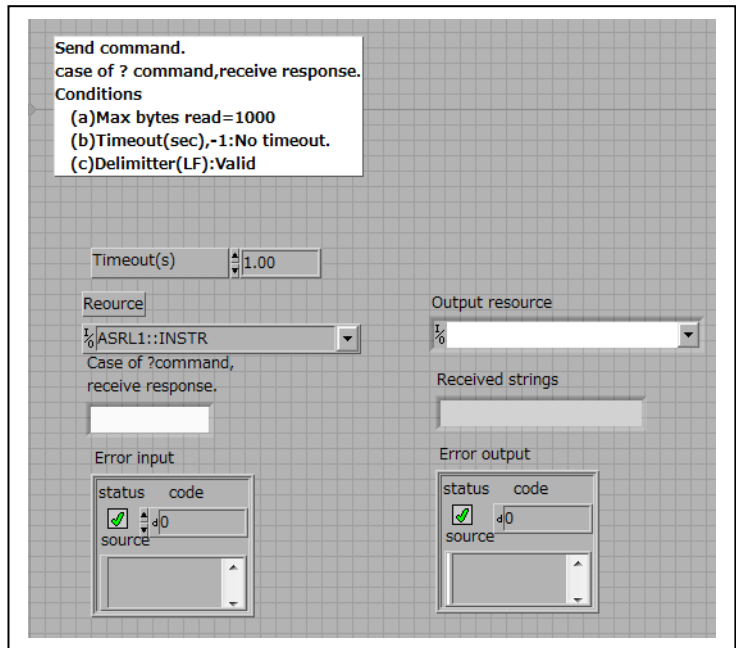 Send command.
case of ? command,receive response.
Conditions
(a)Max bytes read=1000
(b)Timeout(sec),-1:No timeout.
(c)Delimitter(LF):Valid
Timeout(s) 1.00
Reource
I/O ASRL1::INSTR
Case of ?command,
receive response.
Error input
status code
d 0
source
Output resource
I/O
Received strings
Error output
status code
d 0
source